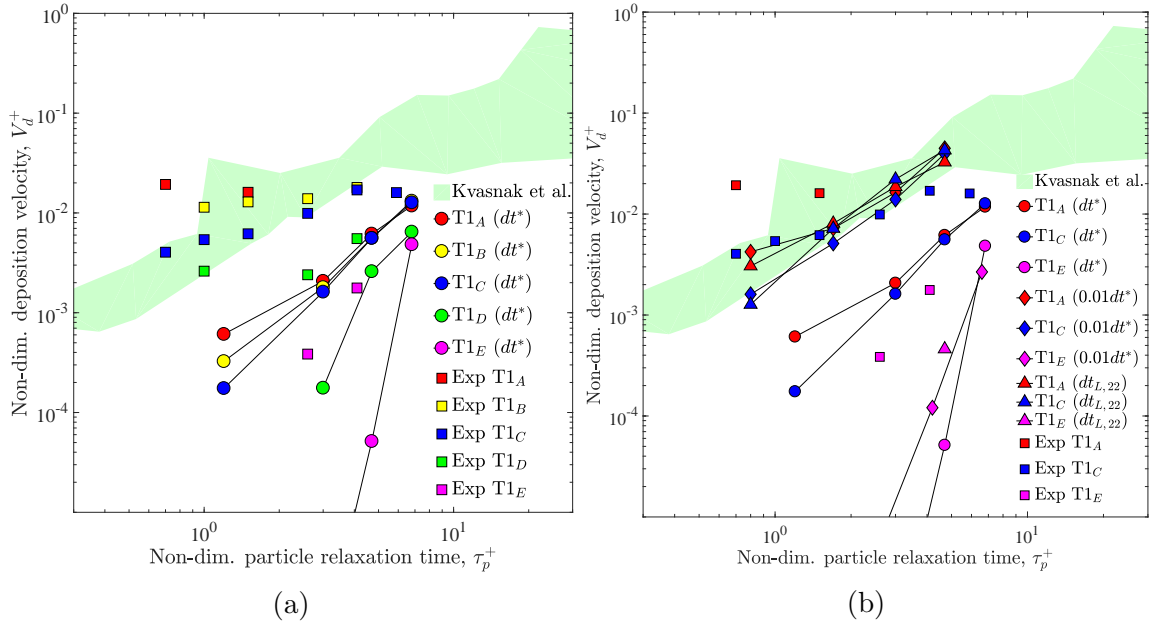 10^0
10^-1
10^-2
10^-3
10^-4
Non-dim. deposition velocity, V_d^+
Kvasnak et al.
T1_A (dt*)
T1_B (dt*)
T1_C (dt*)
T1_D (dt*)
T1_E (dt*)
Exp T1_A
Exp T1_B
Exp T1_C
Exp T1_D
Exp T1_E
10^0 10^1
Non-dim. particle relaxation time, τ_p^+
(a)
10^0
10^-1
10^-2
10^-3
10^-4
Non-dim. deposition velocity, V_d^+
Kvasnak et al.
T1_A (dt*)
T1_C (dt*)
T1_E (dt*)
T1_A (0.01dt*)
T1_C (0.01dt*)
T1_E (0.01dt*)
T1_A (dt_L,22)
T1_C (dt_L,22)
T1_E (dt_L,22)
Exp T1_A
Exp T1_C
Exp T1_E
10^0 10^1
Non-dim. particle relaxation time, τ_p^+
(b)